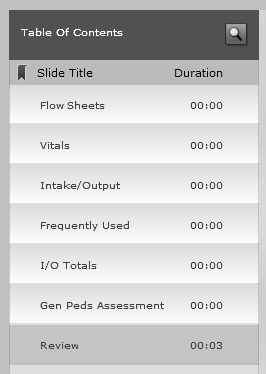 Table Of Contents
Slide Title Duration
Flow Sheets 00:00
Vitals 00:00
Intake/Output 00:00
Frequently Used 00:00
I/O Totals 00:00
Gen Peds Assessment 00:00
Review 00:03